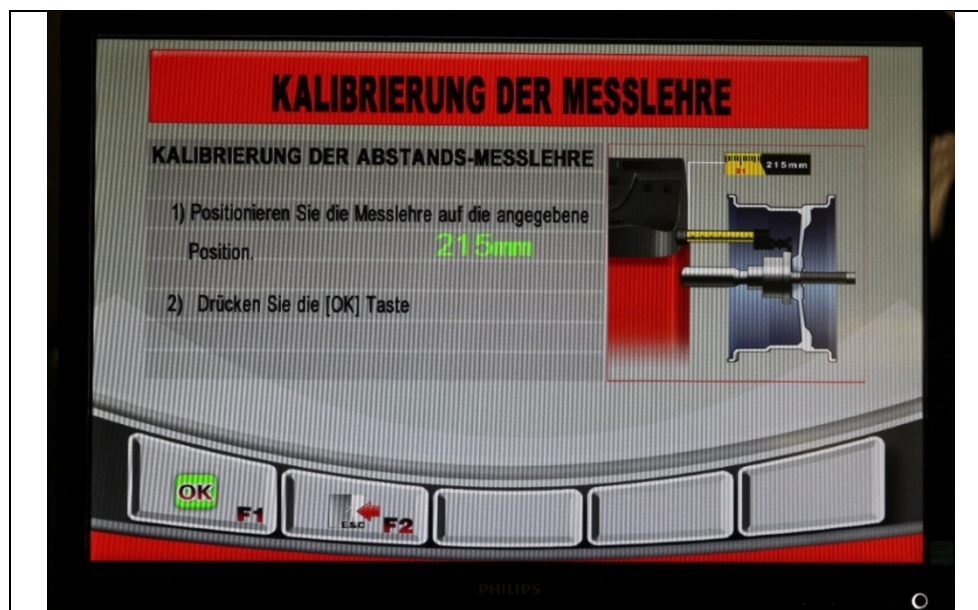 KALIBRIERUNG DER MESSLEHRE
KALIBRIERUNG DER ABSTANDS-MESSLEHRE
1) Positionieren Sie die Messlehre auf die angegebene
Position. 215mm
2) Drücken Sie die [OK] Taste
21 215mm
OK F1
ESC F2
PHILIPS